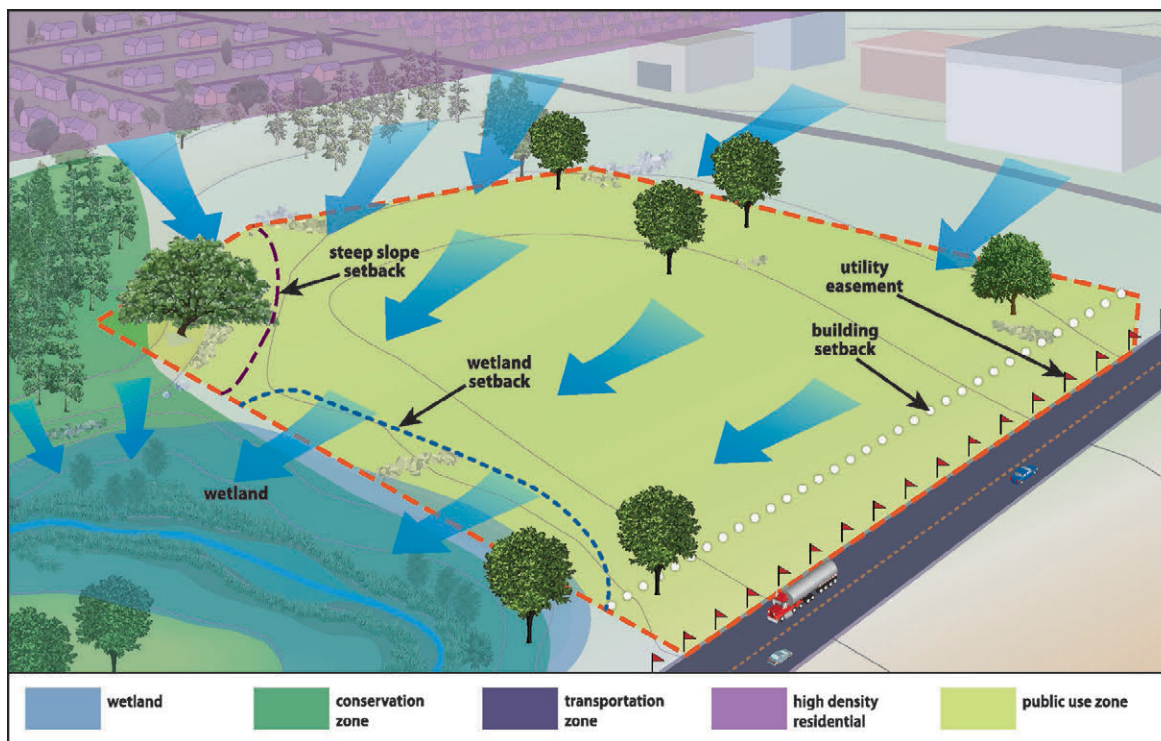 steep slope
setback
utility
easement
building
setback
wetland
setback
wetland
wetland
conservation
zone
transportation
zone
high density
residential
public use zone